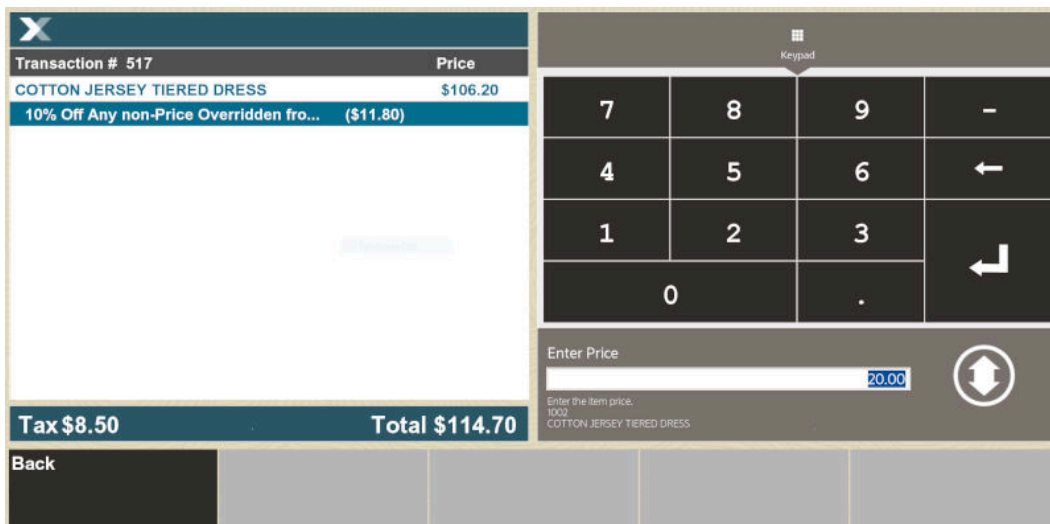 Transaction # 517 Price
COTTON JERSEY TIERED DRESS $106.20
10% Off Any non-Price Overridden fro... ($11.80)
Tax $8.50 Total $114.70
Keypad
7 8 9 -
4 5 6
1 2 3
0 .
Enter Price
20.00
Enter the item price.
1002
COTTON JERSEY TIERED DRESS
Back